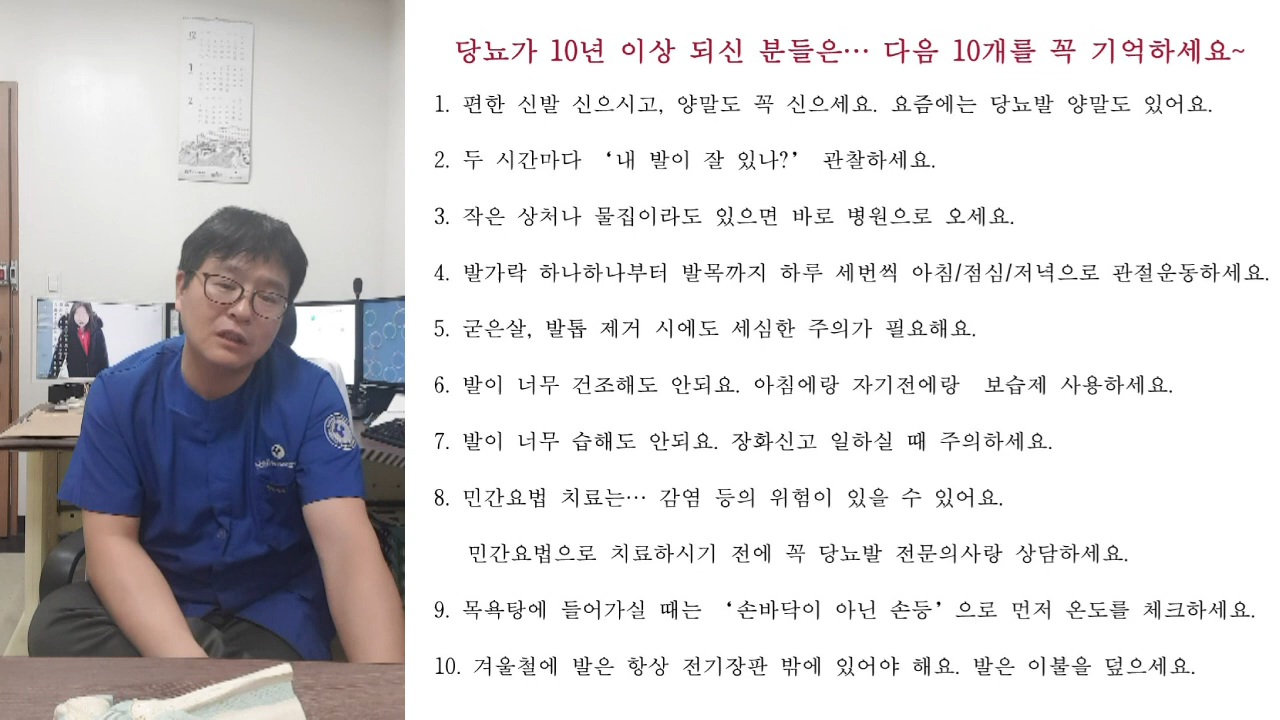 당뇨가 10년 이상 되신 분들은··· 다음 10개를 꼭 기억하세요~
1. 편한 신발 신으시고, 양말도 꼭 신으세요. 요즘에는 당뇨발 양말도 있어요.
2. 두 시간마다 ‘내 발이 잘 있나?’ 관찰하세요.
3. 작은 상처나 물집이라도 있으면 바로 병원으로 오세요.
4. 발가락 하나하나부터 발목까지 하루 세번씩 아침/점심/저녁으로 관절운동하세요.
5. 굳은살, 발톱 제거 시에도 세심한 주의가 필요해요.
6. 발이 너무 건조해도 안되요. 아침에랑 자기전에랑 보습제 사용하세요.
7. 발이 너무 습해도 안되요. 장화신고 일하실 때 주의하세요.
8. 민간요법 치료는··· 감염 등의 위험이 있을 수 있어요.
민간요법으로 치료하시기 전에 꼭 당뇨발 전문의사랑 상담하세요.
9. 목욕탕에 들어가실 때는 ‘손바닥이 아닌 손등’으로 먼저 온도를 체크하세요.
10. 겨울철에 발은 항상 전기장판 밖에 있어야 해요. 발은 이불을 덮으세요.